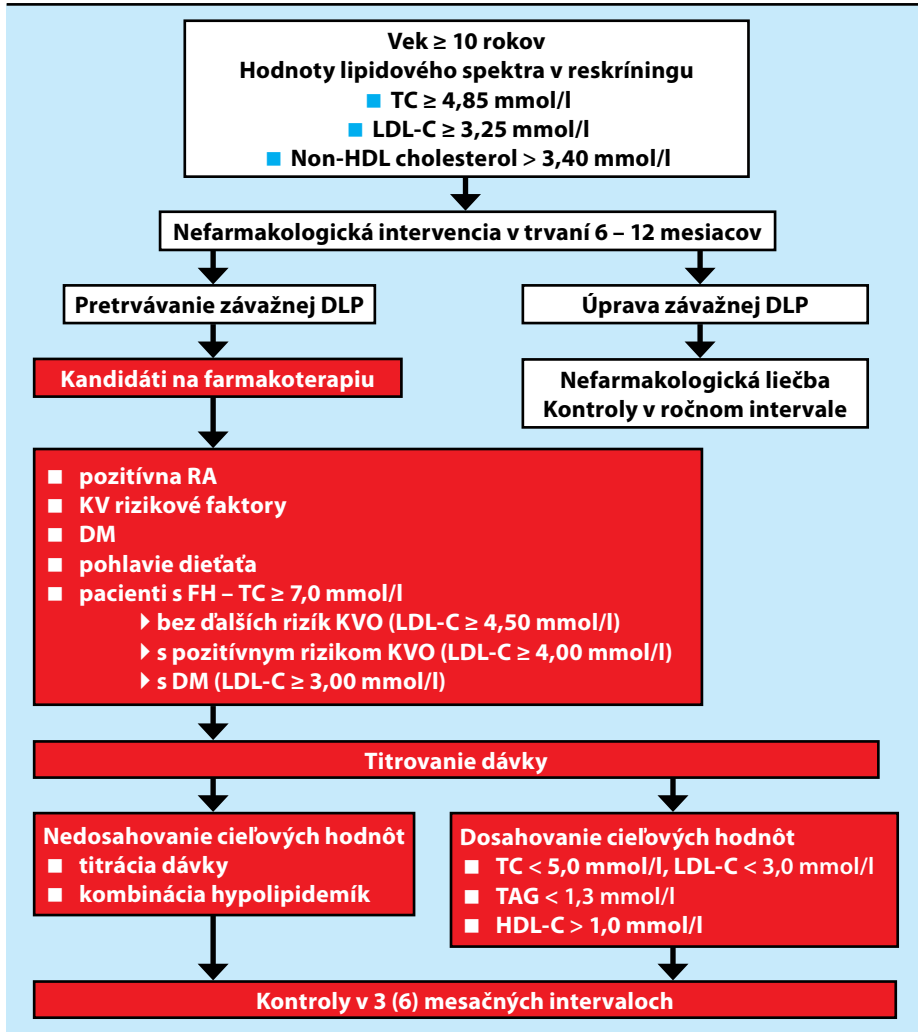 Vek ≥ 10 rokov
Hodnoty lipidového spektra v reskríningu
■ TC ≥ 4,85 mmol/l
■ LDL-C ≥ 3,25 mmol/l
■ Non-HDL cholesterol > 3,40 mmol/l
Nefarmakologická intervencia v trvaní 6 – 12 mesiacov
Pretrvávanie závažnej DLP
Úprava závažnej DLP
Kandidáti na farmakoterapiu
Nefarmakologická liečba
Kontroly v ročnom intervale
■ pozitívna RA
■ KV rizikové faktory
■ DM
■ pohlavie dieťaťa
■ pacienti s FH – TC ≥ 7,0 mmol/l
bez ďalších rizík KVO (LDL-C ≥ 4,50 mmol/l)
s pozitívnym rizikom KVO (LDL-C ≥ 4,00 mmol/l)
s DM (LDL-C ≥ 3,00 mmol/l)
Titrovanie dávky
Nedosahovanie cieľových hodnôt
■ titrácia dávky
■ kombinácia hypolipidemík
Dosahovanie cieľových hodnôt
■ TC < 5,0 mmol/l, LDL-C < 3,0 mmol/l
■ TAG < 1,3 mmol/l
■ HDL-C > 1,0 mmol/l
Kontroly v 3 (6) mesačných intervaloch